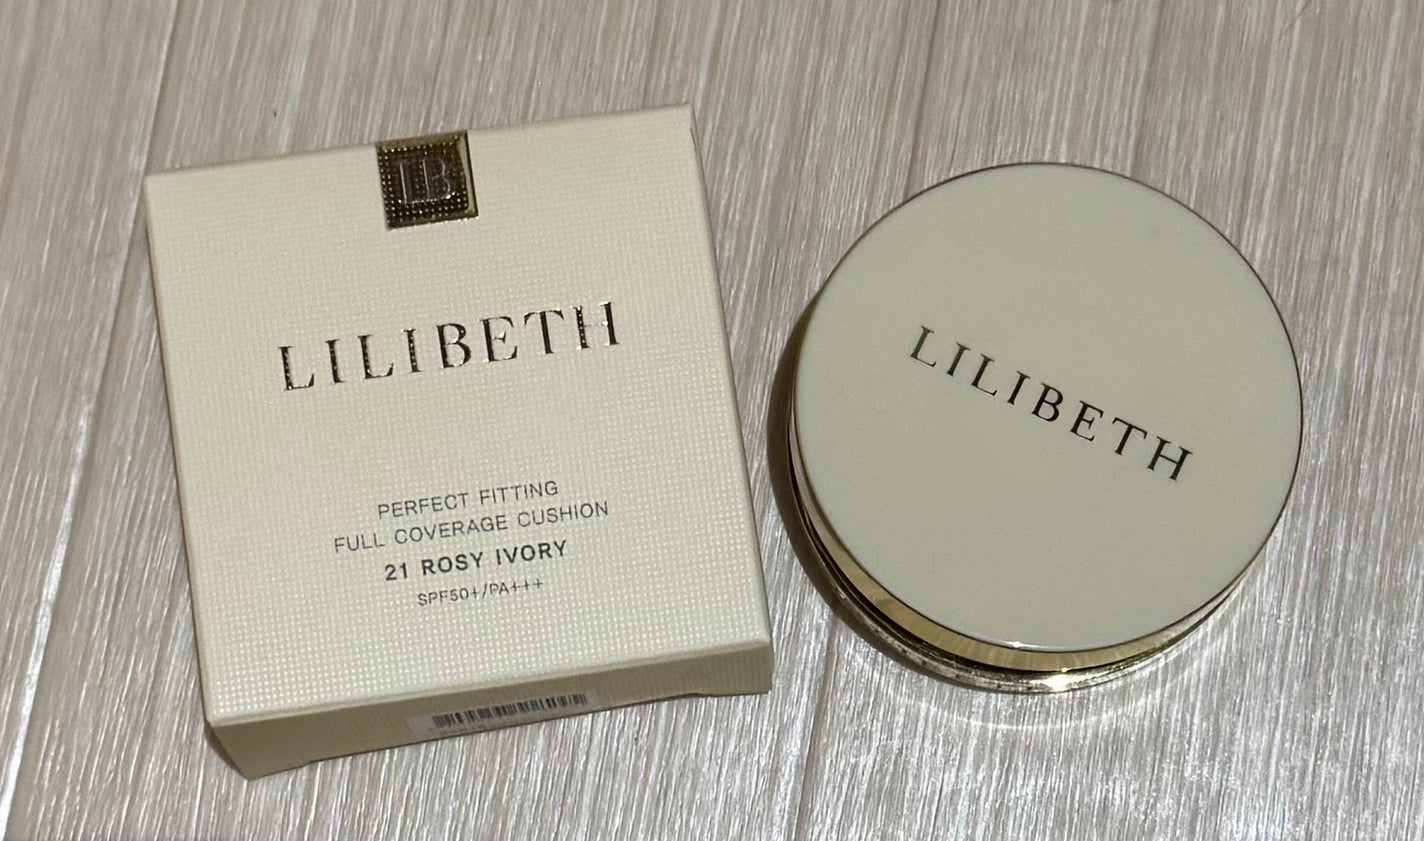 LB
LILIBETH
PERFECT FITTING
FULL COVERAGE CUSHION
21 ROSY IVORY
SPF50+/PA+++
LILIBETH